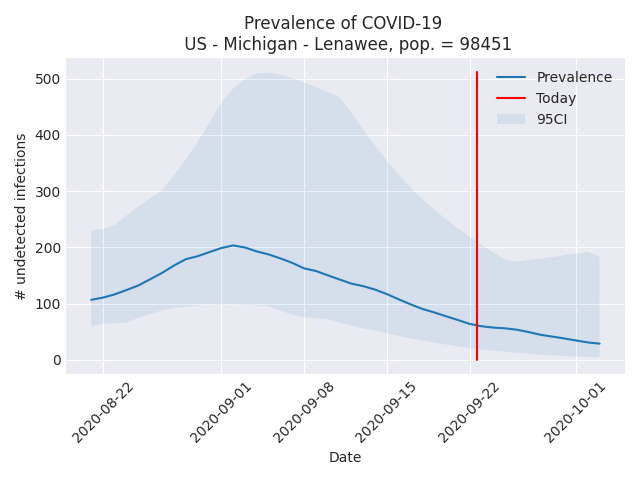 Prevalence of COVID-19
US - Michigan - Lenawee, pop. = 98451
Prevalence
Today
95CI
# undetected infections
500
400
300
200
100
0
2020-08-22
2020-09-01
2020-09-08
2020-09-15
2020-09-22
2020-10-01
Date